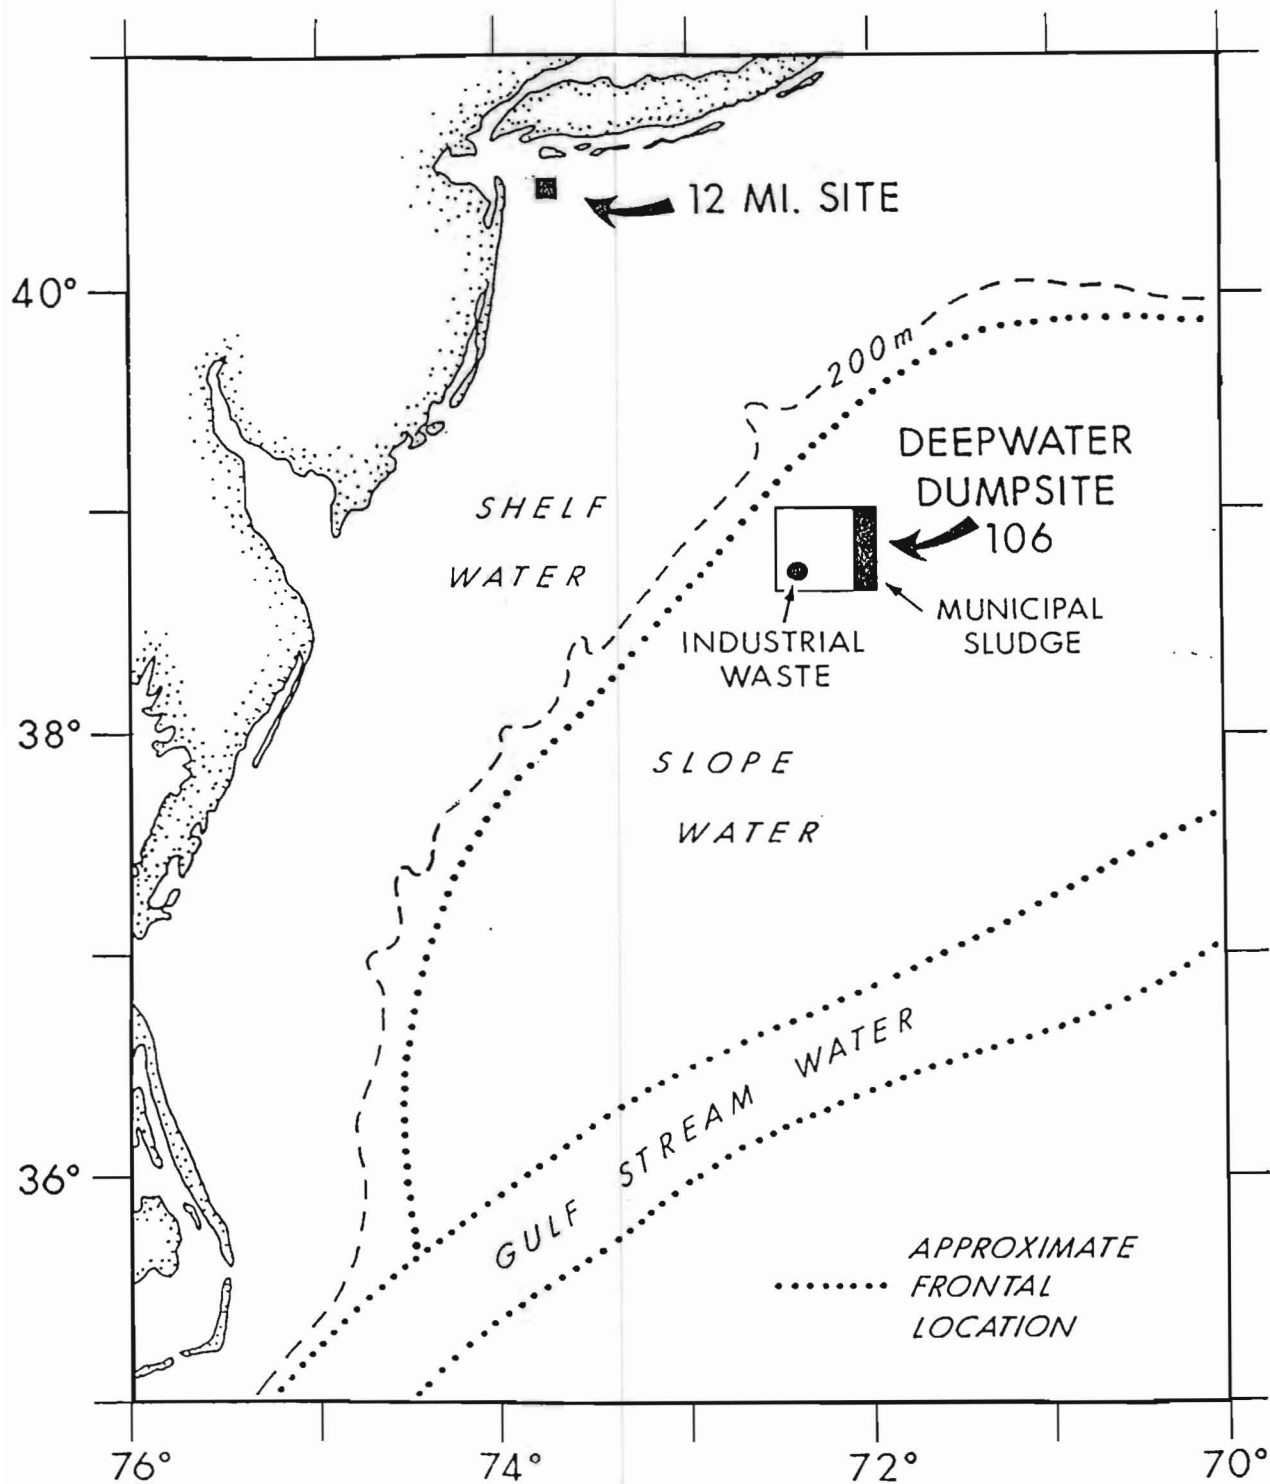 12 MI. SITE
40°
200m
DEEPWATER
DUMPSITE
106
SHELF
WATER
MUNICIPAL
SLUDGE
INDUSTRIAL
WASTE
38°
SLOPE
WATER
GULF STREAM WATER
36°
APPROXIMATE
FRONTAL
LOCATION
76°
74°
72°
70°